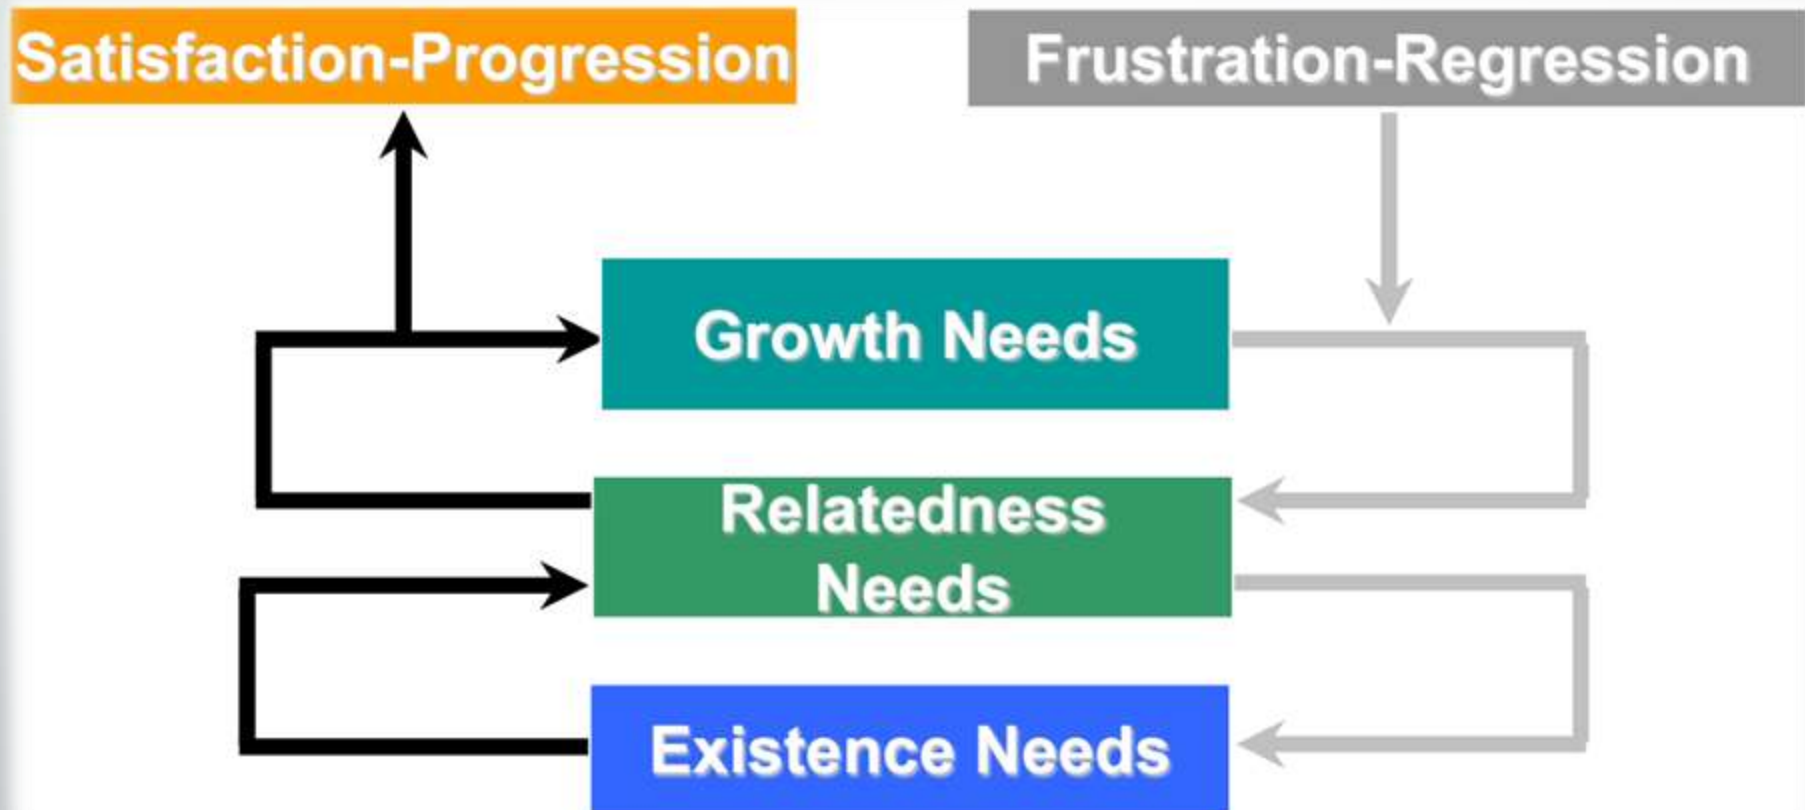 Satisfaction-Progression
Frustration-Regression
Growth Needs
Relatedness
Needs
Existence Needs